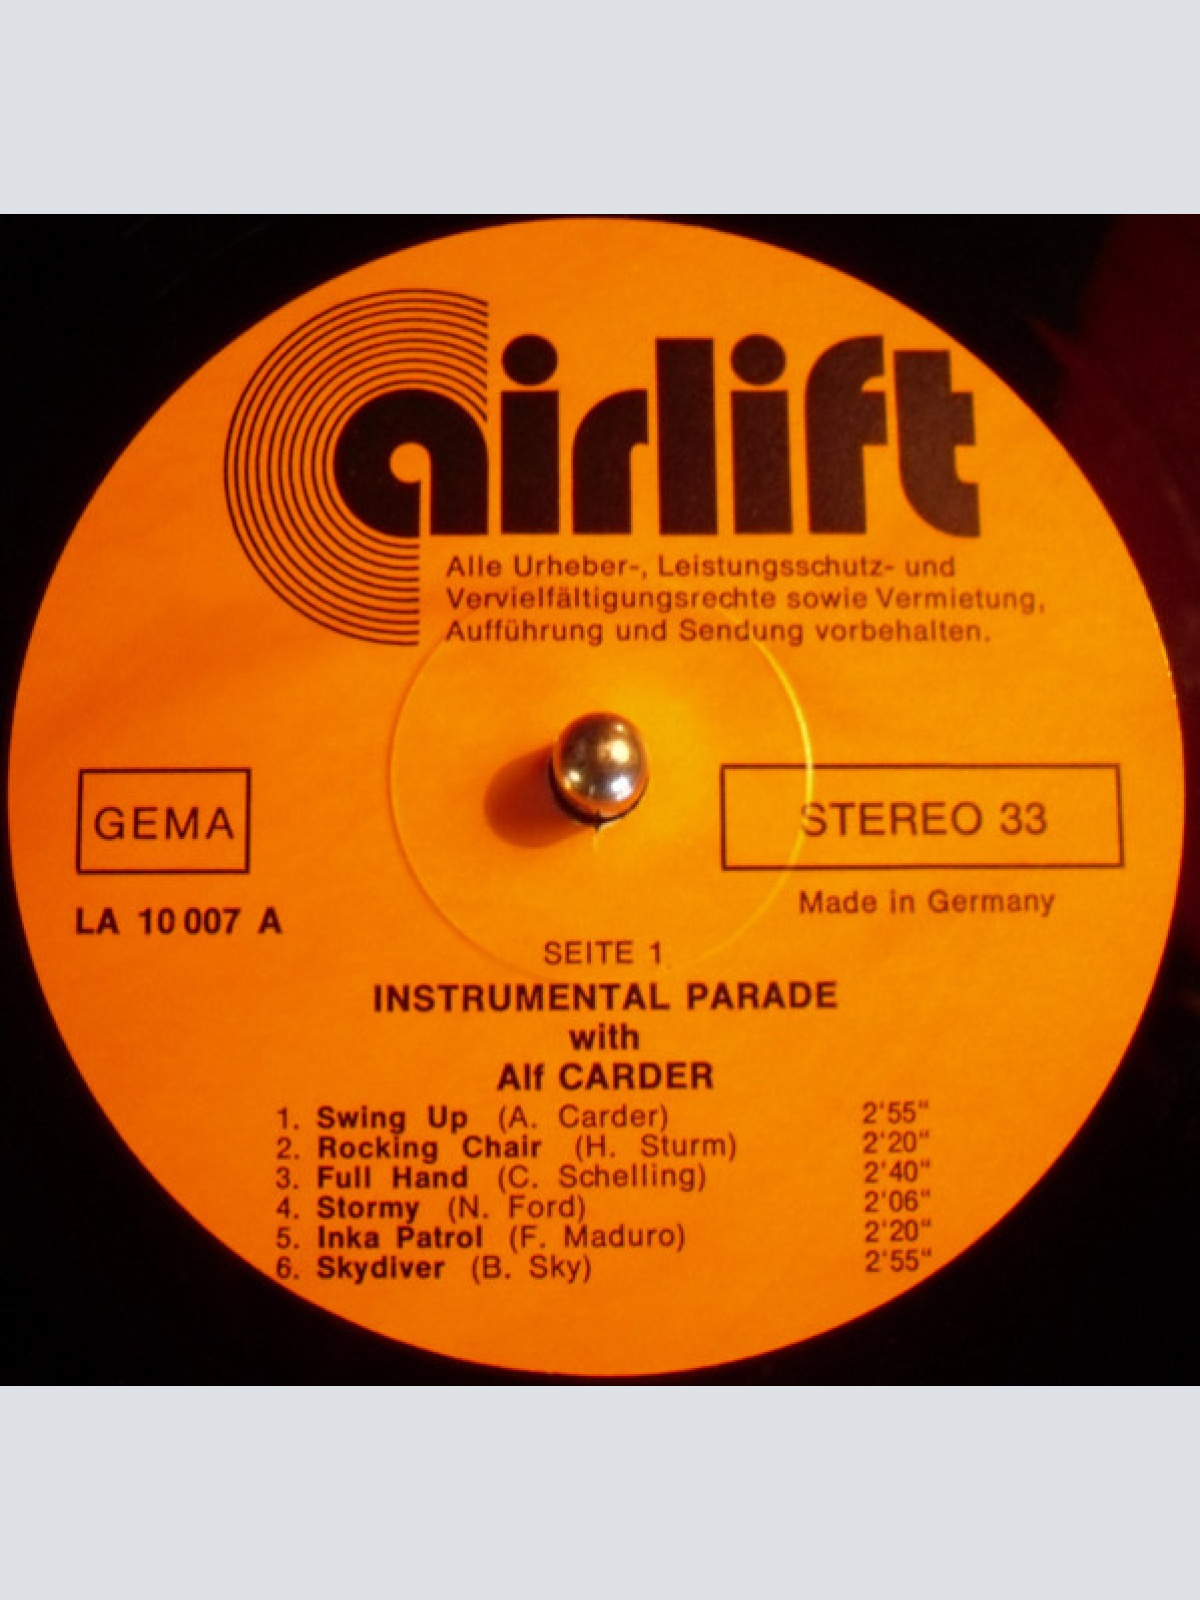 airlift
Alle Urheber-, Leistungsschutz- und
Vervielfältigungsrechte sowie Vermietung,
Aufführung und Sendung vorbehalten.
GEMA
STEREO 33
LA 10 007 A
Made in Germany
SEITE 1
INSTRUMENTAL PARADE
with
Alf CARDER
1. Swing Up (A. Carder) 2'55"
2. Rocking Chair (H. Sturm) 2'20"
3. Full Hand (C. Schelling) 2'40"
4. Stormy (N. Ford) 2'06"
5. Inka Patrol (F. Maduro) 2'20"
6. Skydiver (B. Sky) 2'55"